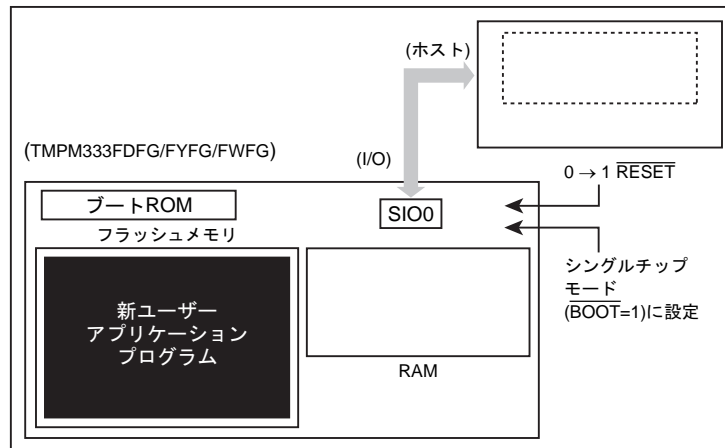 (ホスト)
(TMPM333FDFG/FYFG/FWFG)
(I/O)
0 → 1 RESET
ブートROM
SIO0
フラッシュメモリ
シングルチップ
モード
(BOOT=1)に設定
新ユーザー
アプリケーション
プログラム
RAM